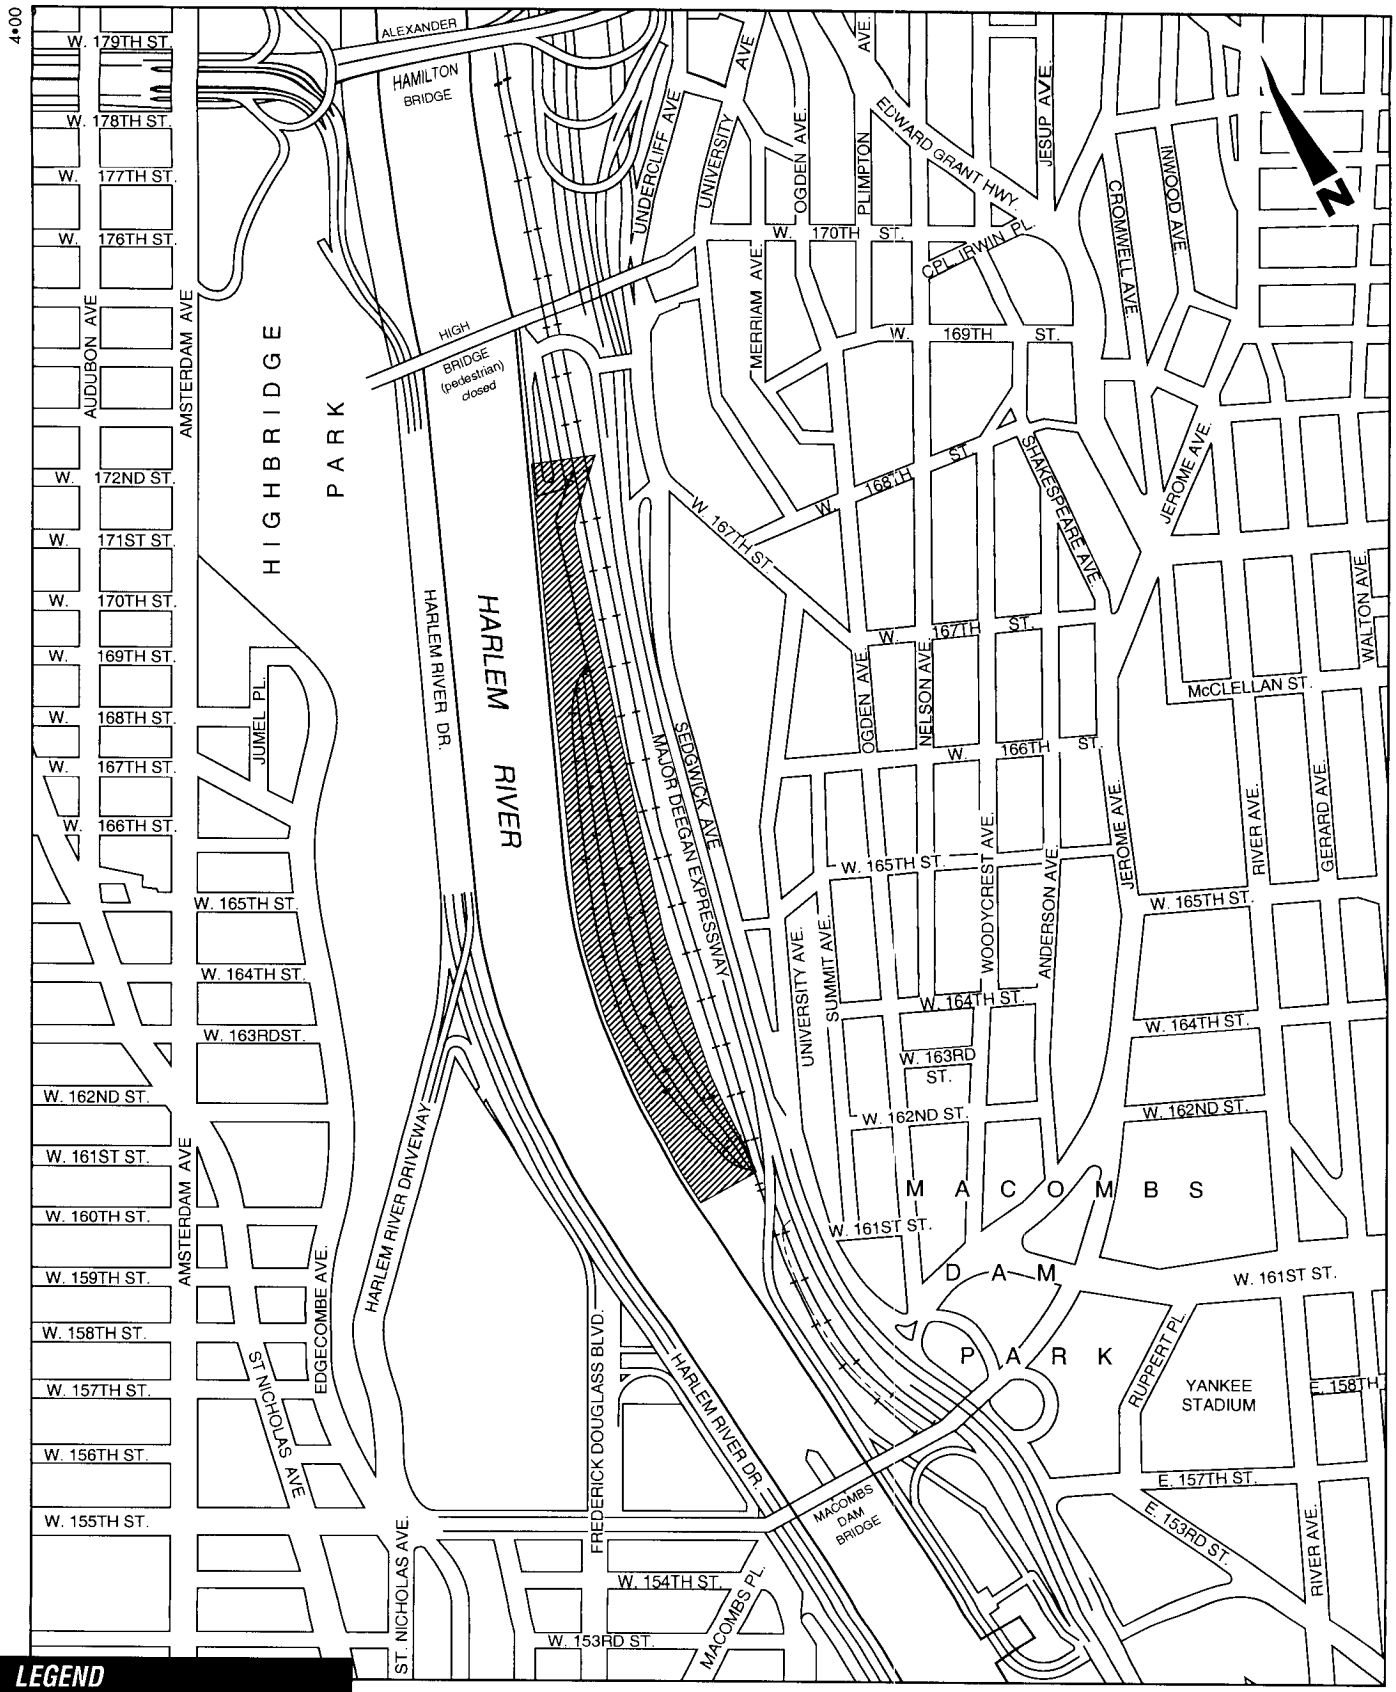 4•00
W. 179TH ST.
W. 178TH ST.
W. 177TH ST.
W. 176TH ST.
AUDUBON AVE
AMSTERDAM AVE
W. 172ND ST.
W. 171ST ST.
W. 170TH ST.
W. 169TH ST.
W. 168TH ST.
W. 167TH ST.
W. 166TH ST.
W. 165TH ST.
W. 164TH ST.
W. 163RDST.
W. 162ND ST.
W. 161ST ST.
W. 160TH ST.
W. 159TH ST.
W. 158TH ST.
W. 157TH ST.
W. 156TH ST.
W. 155TH ST.
AMSTERDAM AVE
ST NICHOLAS AVE
EDGECOMBE AVE.
JUMEL PL.
HIGHBRIDGE
PARK
ALEXANDER
HAMILTON
BRIDGE
HIGH
BRIDGE
(pedestrian)
closed
HARLEM RIVER DR.
HARLEM RIVER
HARLEM RIVER DRIVEWAY
FREDERICK DOUGLASS BLVD.
HARLEM RIVER DR.
ST. NICHOLAS AVE.
W. 154TH ST.
W. 153RD ST.
MACOMBS PL.
MACOMBS
DAM
BRIDGE
MAJOR DEEGAN EXPRESSWAY
SEDGWICK AVE
UNDERCLIFF AVE
UNIVERSITY AVE
OGDEN AVE.
PLIMPTON AVE.
EDWARD GRANT HWY.
JESUP AVE.
CROMWELL AVE.
INWOOD AVE.
N
W. 170TH ST.
CPL. IRWIN PL.
MERRIAM AVE.
W. 169TH ST.
W. 168TH ST.
SHAKESPEARE AVE.
JEROME AVE.
W. 167TH ST.
W. 167TH ST.
WALTON AVE.
McCLELLAN ST.
OGDEN AVE.
NELSON AVE.
W. 166TH ST.
WOODYCREST AVE.
ANDERSON AVE.
JEROME AVE.
RIVER AVE.
GERARD AVE.
W. 165TH ST.
W. 165TH ST.
UNIVERSITY AVE.
SUMMIT AVE.
W. 164TH ST.
W. 164TH ST.
W. 163RD
ST.
W. 162ND ST.
W. 162ND ST.
MACOMBS
DAM
PARK
W. 161ST ST.
W. 161ST ST.
RUPPERT PL.
YANKEE
STADIUM
E. 158TH
E. 157TH ST.
E. 153RD ST.
RIVER AVE.
LEGEND